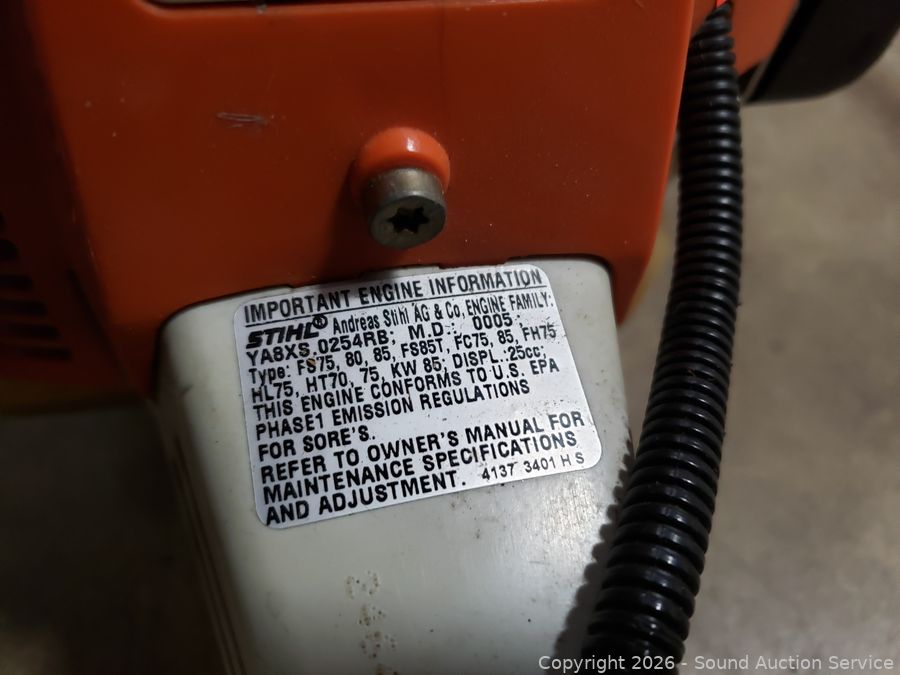 IMPORTANT ENGINE INFORMATION
STIHL® Andreas Stihl AG & Co, ENGINE FAMILY:
YA8XS 0254RB; M.D.: 0005;
Type: FS75, 80, 85, FS85T, FC75, 85, FH75
HL75, HT70, 75, KW 85; DISPL.:25cc;
THIS ENGINE CONFORMS TO U.S. EPA
PHASE1 EMISSION REGULATIONS
FOR SORE'S.
REFER TO OWNER'S MANUAL FOR
MAINTENANCE SPECIFICATIONS
AND ADJUSTMENT. 4137 3401 H S
Copyright 2026 - Sound Auction Service